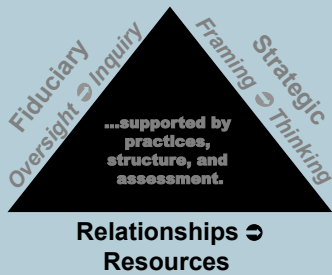 Fiduciary
Oversight ➲ Inquiry
Strategic
Framing ➲ Thinking
...supported by
practices,
structure, and
assessment.
Relationships ➲
Resources